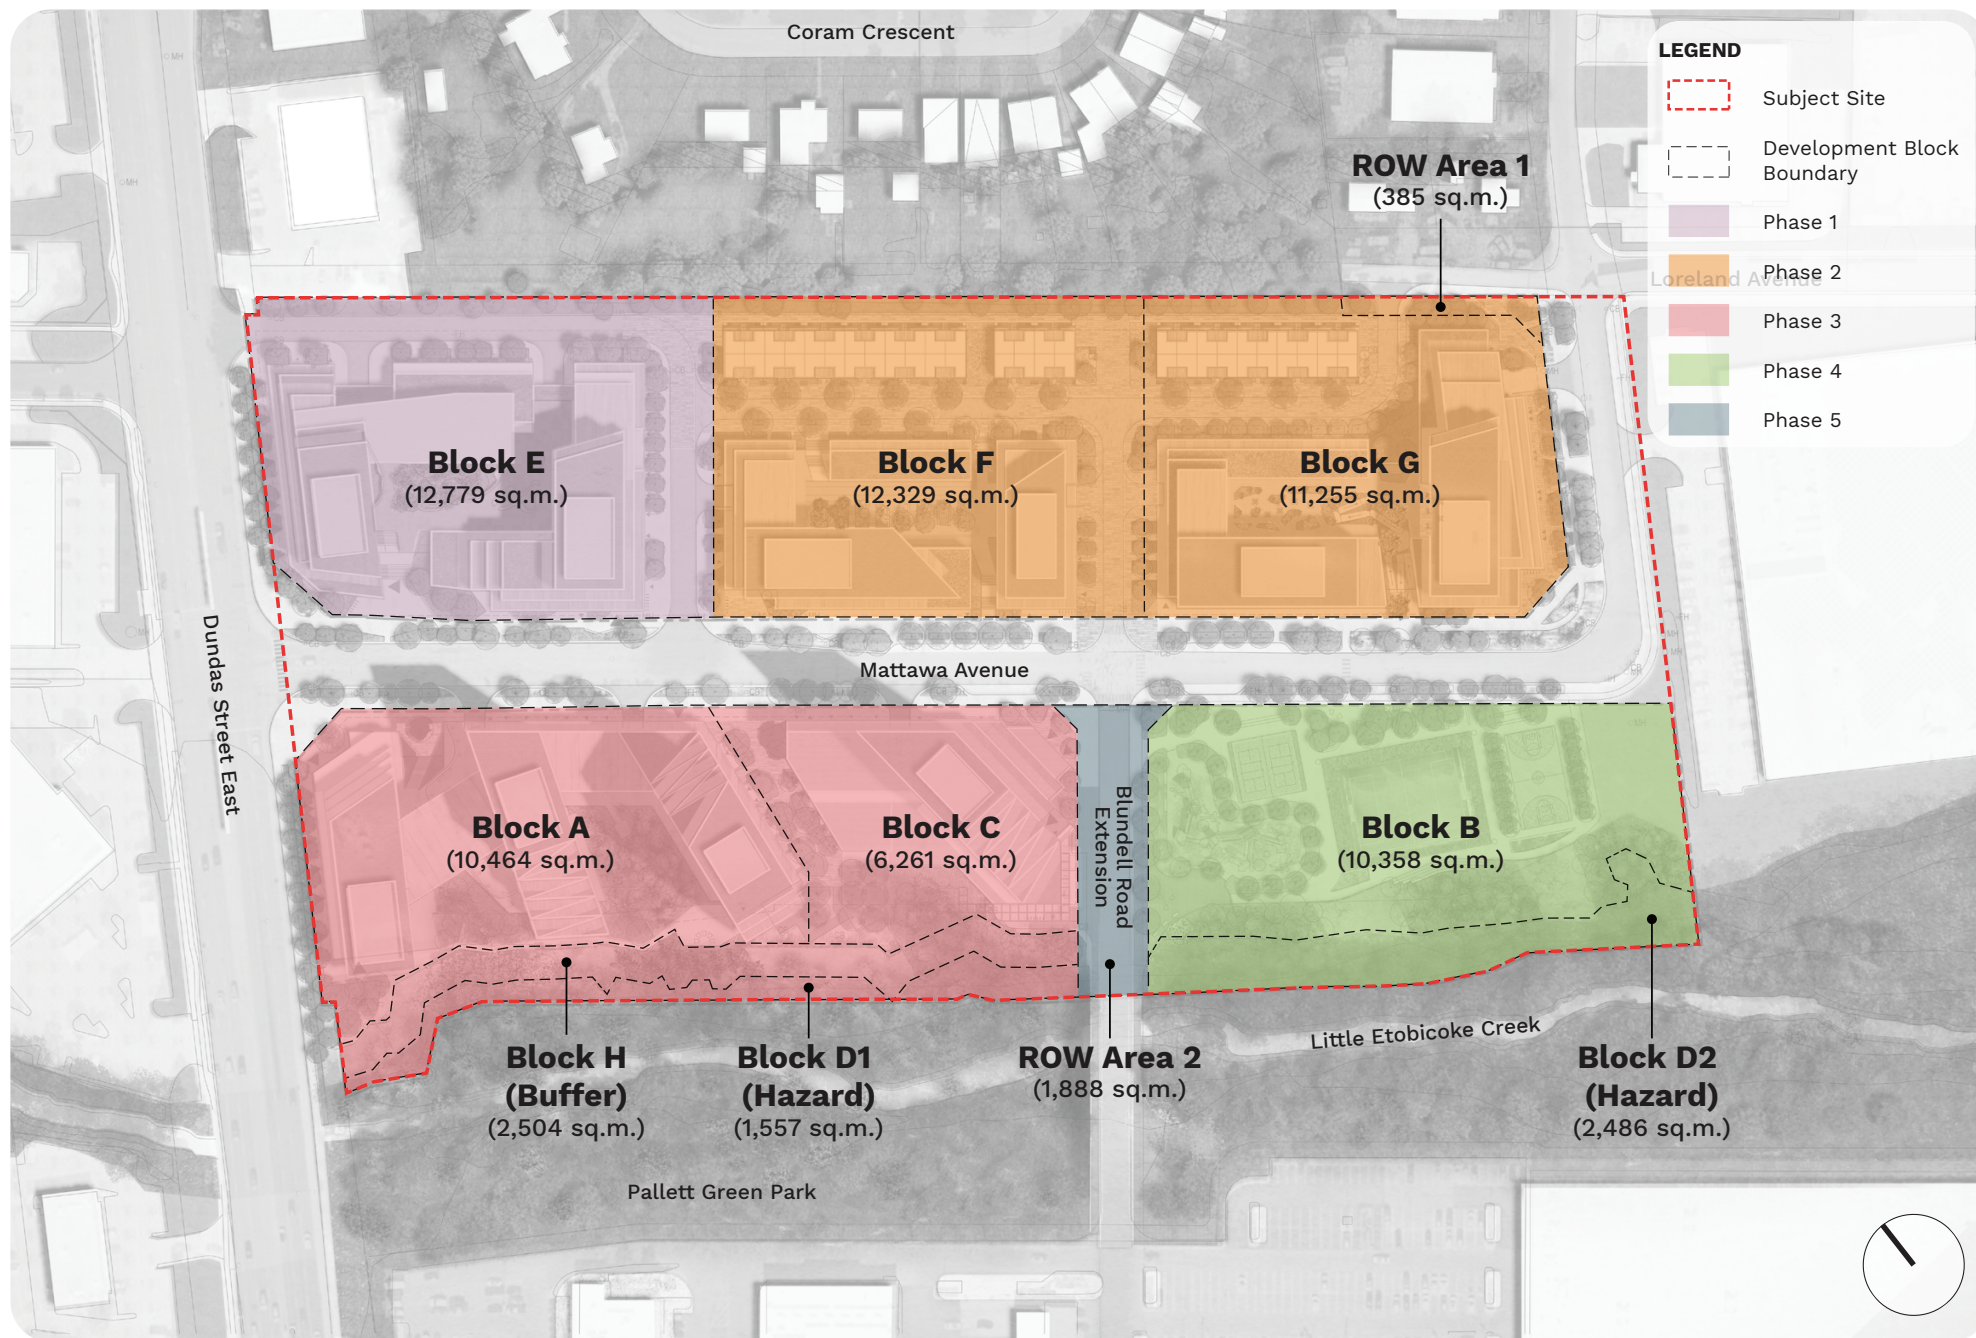 Coram Crescent
LEGEND
Subject Site
Development Block
Boundary
Phase 1
Phase 2
Phase 3
Phase 4
Phase 5
Loreland Avenue
ROW Area 1
(385 sq.m.)
Block E
(12,779 sq.m.)
Block F
(12,329 sq.m.)
Block G
(11,255 sq.m.)
Dundas Street East
Mattawa Avenue
Block A
(10,464 sq.m.)
Block C
(6,261 sq.m.)
Blundell Road
Extension
Block B
(10,358 sq.m.)
Little Etobicoke Creek
Block H
(Buffer)
(2,504 sq.m.)
Block D1
(Hazard)
(1,557 sq.m.)
ROW Area 2
(1,888 sq.m.)
Block D2
(Hazard)
(2,486 sq.m.)
Pallett Green Park